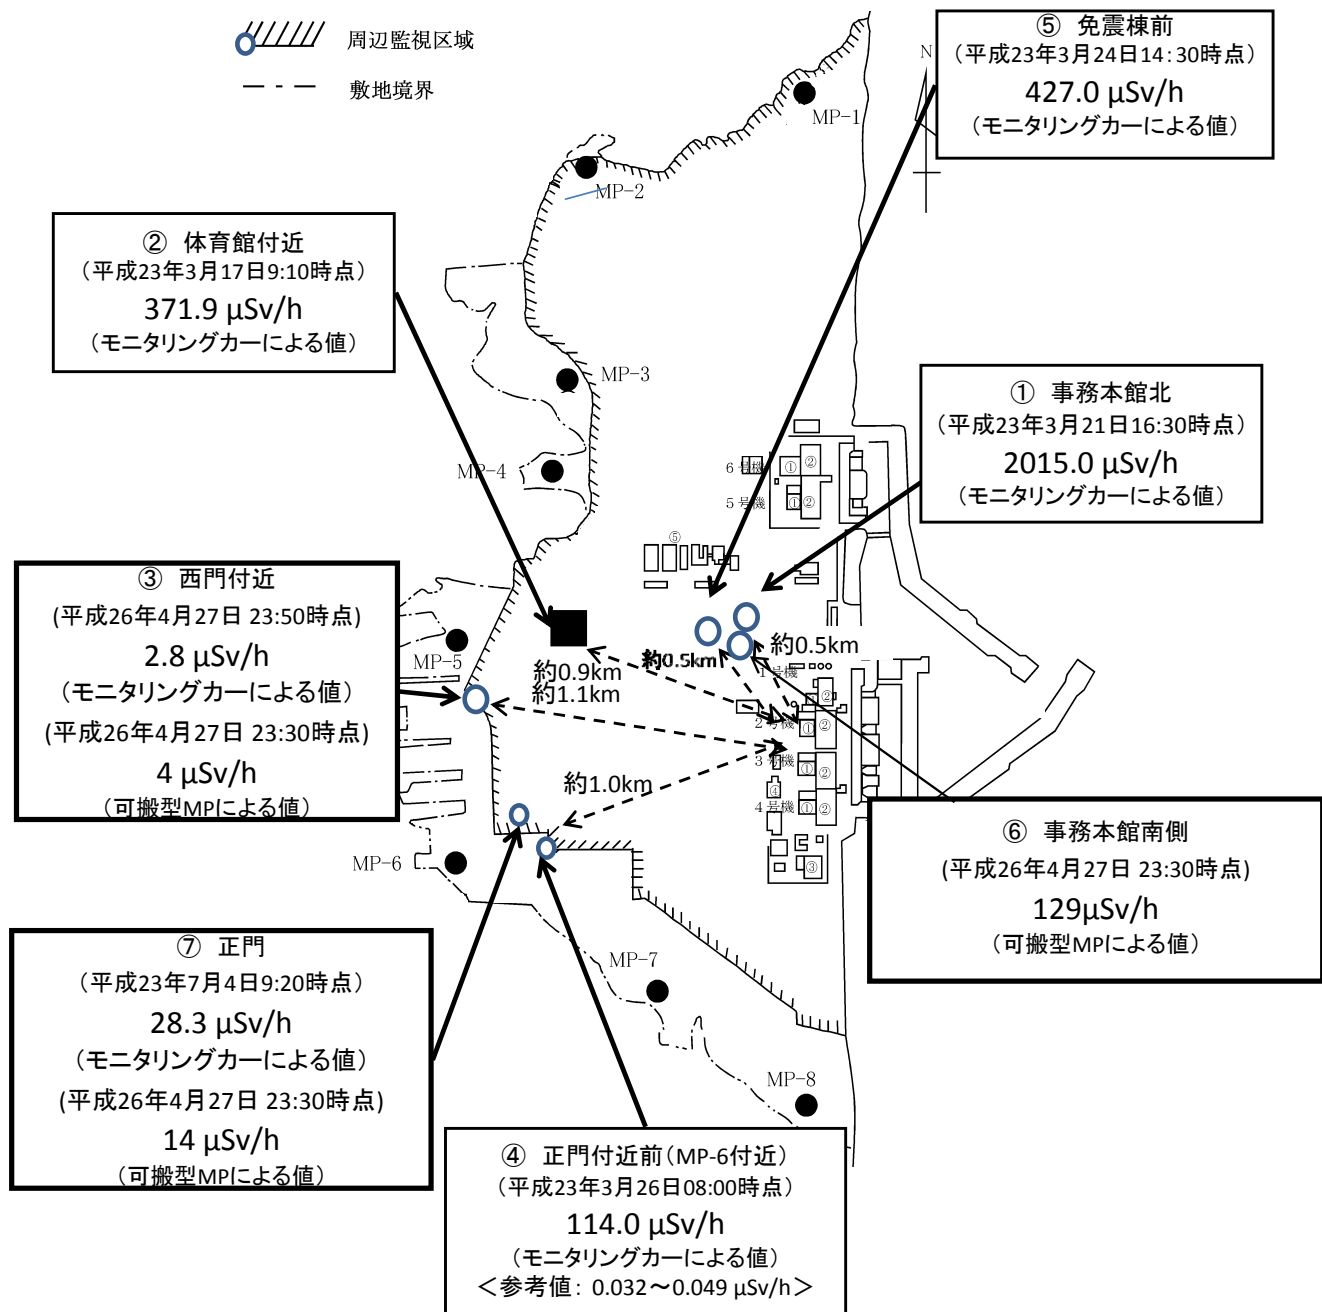 周辺監視区域
敷地境界
⑤ 免震棟前
（平成23年3月24日14:30時点）
427.0 μSv/h
（モニタリングカーによる値）
N
MP-1
MP-2
② 体育館付近
（平成23年3月17日9:10時点）
371.9 μSv/h
（モニタリングカーによる値）
MP-3
① 事務本館北
（平成23年3月21日16:30時点）
2015.0 μSv/h
（モニタリングカーによる値）
MP-4
6号機
① ②
5号機
① ②
⑤
③ 西門付近
(平成26年4月27日 23:50時点)
2.8 μSv/h
（モニタリングカーによる値）
(平成26年4月27日 23:30時点)
4 μSv/h
（可搬型MPによる値）
MP-5
約0.9km
約1.1km
約0.5km
約0.5km
1号機
②
2号機
① ②
3号機
① ②
約1.0km
④
4号機
① ②
③
MP-6
⑥ 事務本館南側
(平成26年4月27日 23:30時点)
129μSv/h
（可搬型MPによる値）
⑦ 正門
（平成23年7月4日9:20時点）
28.3 μSv/h
（モニタリングカーによる値）
(平成26年4月27日 23:30時点)
14 μSv/h
（可搬型MPによる値）
MP-7
MP-8
④ 正門付近前（MP-6付近）
（平成23年3月26日08:00時点）
114.0 μSv/h
（モニタリングカーによる値）
＜参考値：0.032～0.049 μSv/h＞